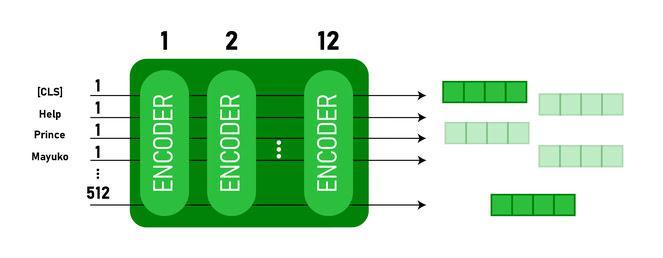 1 2 12
[CLS] 1
Help 1
Prince 1
Mayuko 1
512
ENCODER
ENCODER
ENCODER